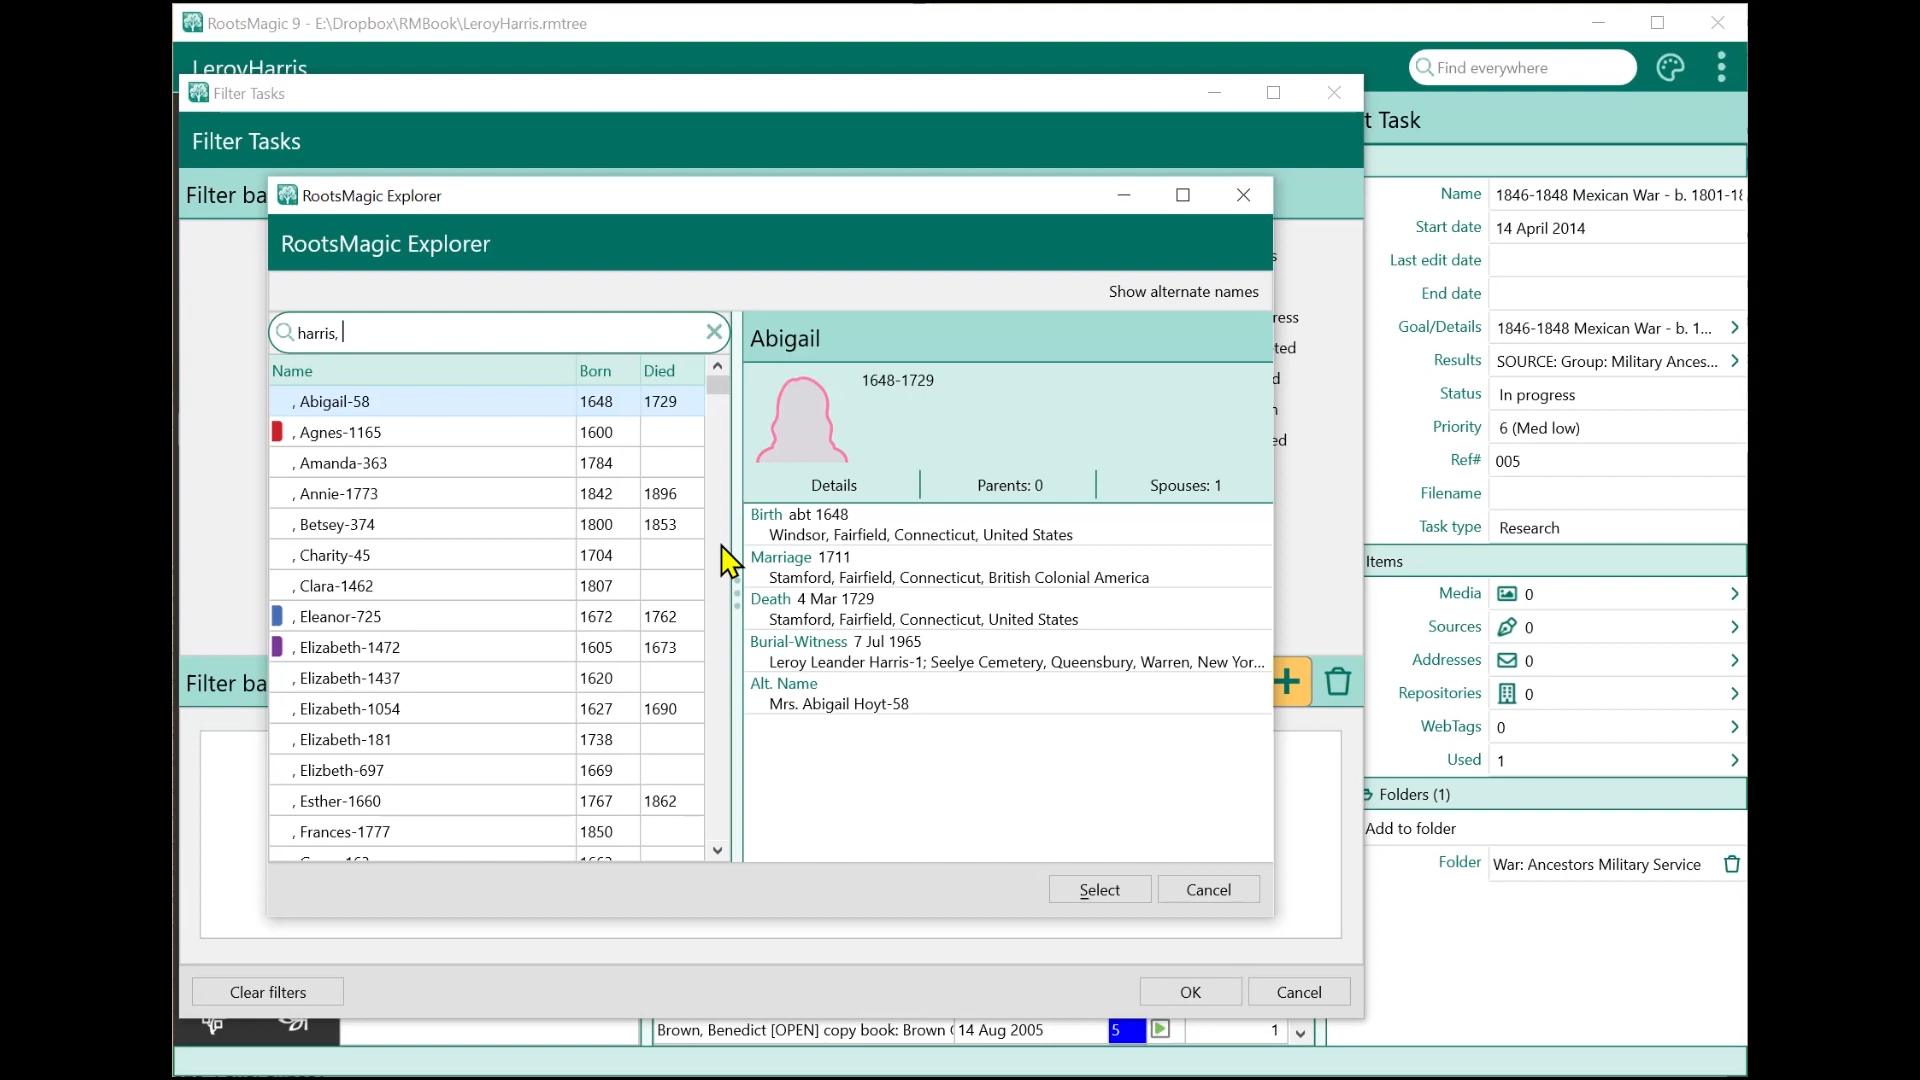 RootsMagic 9 - E:\Dropbox\RMBook\LeroyHarris.rmtree
LeroyHarris
Find everywhere
Filter Tasks
Filter Tasks
t Task
Filter ba
RootsMagic Explorer
RootsMagic Explorer
Show alternate names
harris,
Name Born Died
, Abigail-58 1648 1729
, Agnes-1165 1600
, Amanda-363 1784
, Annie-1773 1842 1896
, Betsey-374 1800 1853
, Charity-45 1704
, Clara-1462 1807
, Eleanor-725 1672 1762
, Elizabeth-1472 1605 1673
, Elizabeth-1437 1620
, Elizabeth-1054 1627 1690
, Elizabeth-181 1738
, Elizbeth-697 1669
, Esther-1660 1767 1862
, Frances-1777 1850
Abigail
1648-1729
Details Parents: 0 Spouses: 1
Birth abt 1648
Windsor, Fairfield, Connecticut, United States
Marriage 1711
Stamford, Fairfield, Connecticut, British Colonial America
Death 4 Mar 1729
Stamford, Fairfield, Connecticut, United States
Burial-Witness 7 Jul 1965
Leroy Leander Harris-1; Seelye Cemetery, Queensbury, Warren, New Yor...
Alt. Name
Mrs. Abigail Hoyt-58
Select Cancel
s
ress
ted
d
n
ed
Filter ba
Clear filters OK Cancel
Brown, Benedict [OPEN] copy book: Brown ( 14 Aug 2005 5 1
Name 1846-1848 Mexican War - b. 1801-18
Start date 14 April 2014
Last edit date
End date
Goal/Details 1846-1848 Mexican War - b. 1...
Results SOURCE: Group: Military Ances...
Status In progress
Priority 6 (Med low)
Ref# 005
Filename
Task type Research
Items
Media 0
Sources 0
Addresses 0
Repositories 0
WebTags 0
Used 1
Folders (1)
Add to folder
Folder War: Ancestors Military Service